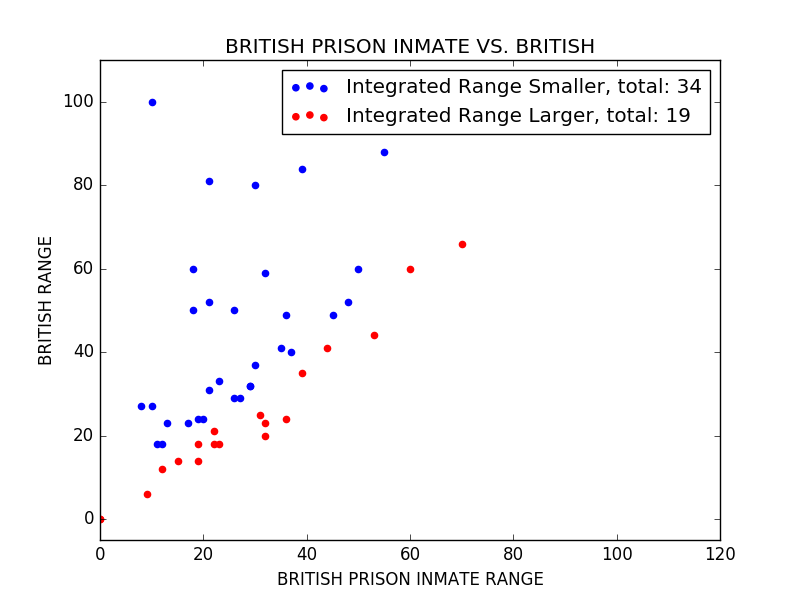 BRITISH PRISON INMATE VS. BRITISH
Integrated Range Smaller, total: 34
Integrated Range Larger, total: 19
100
80
60
40
20
0
BRITISH RANGE
0 20 40 60 80 100 120
BRITISH PRISON INMATE RANGE